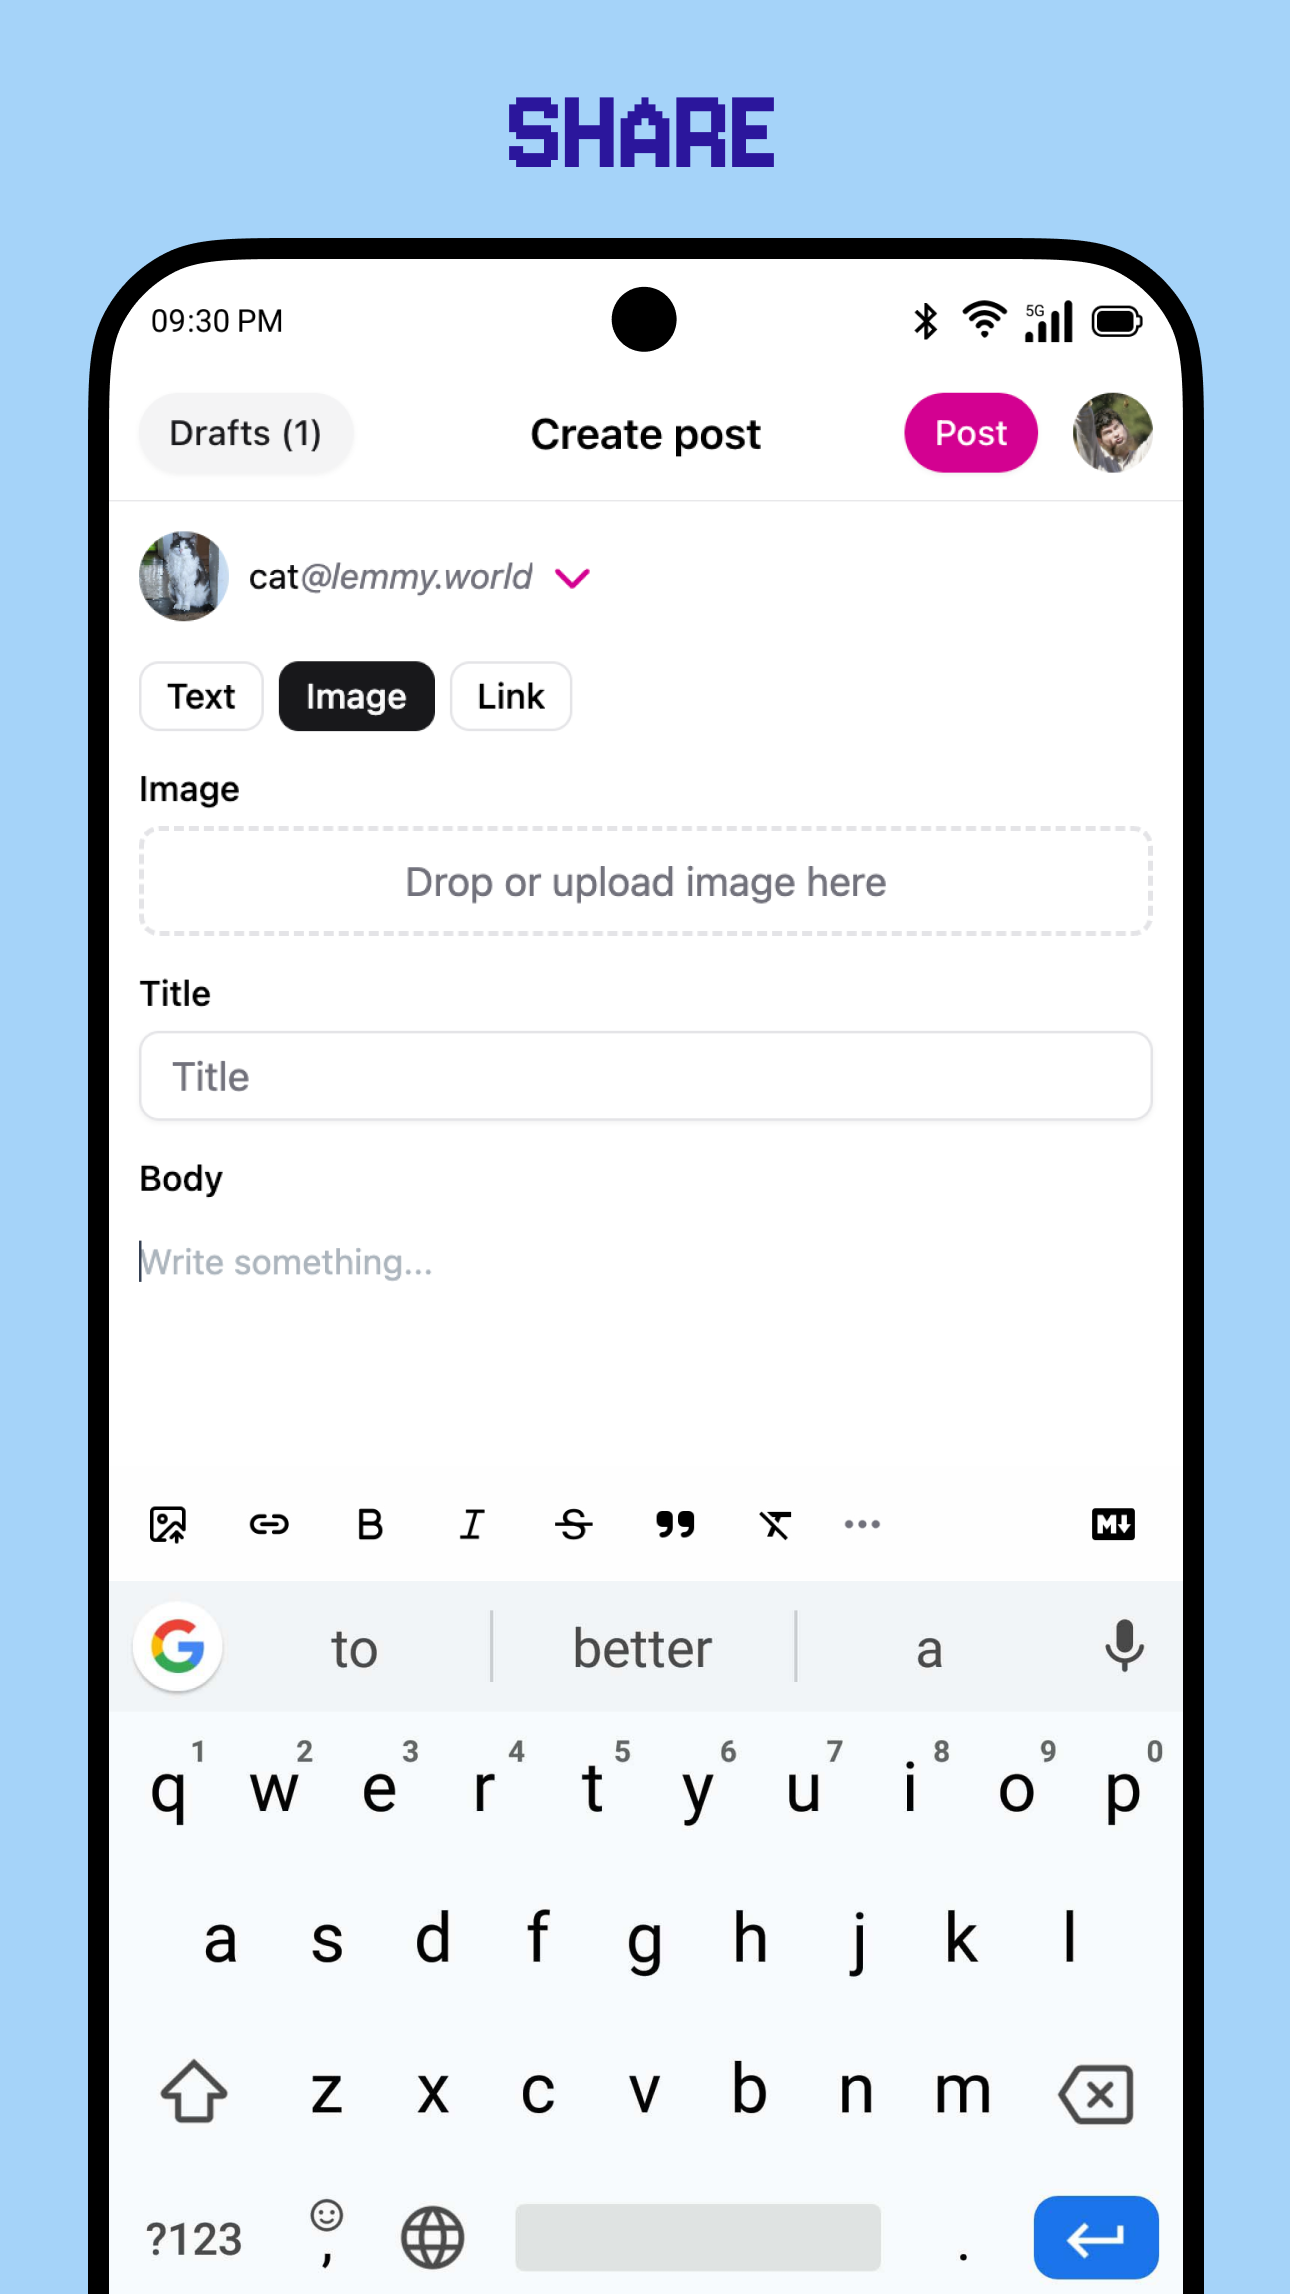 SHARE
09:30 PM
5G
Drafts (1)
Create post
Post
cat@lemmy.world
Text
Image
Link
Image
Drop or upload image here
Title
Title
Body
Write something...
B I S M
G to better a
1 2 3 4 5 6 7 8 9 0
q w e r t y u i o p
a s d f g h j k l
z x c v b n m
?123 , .